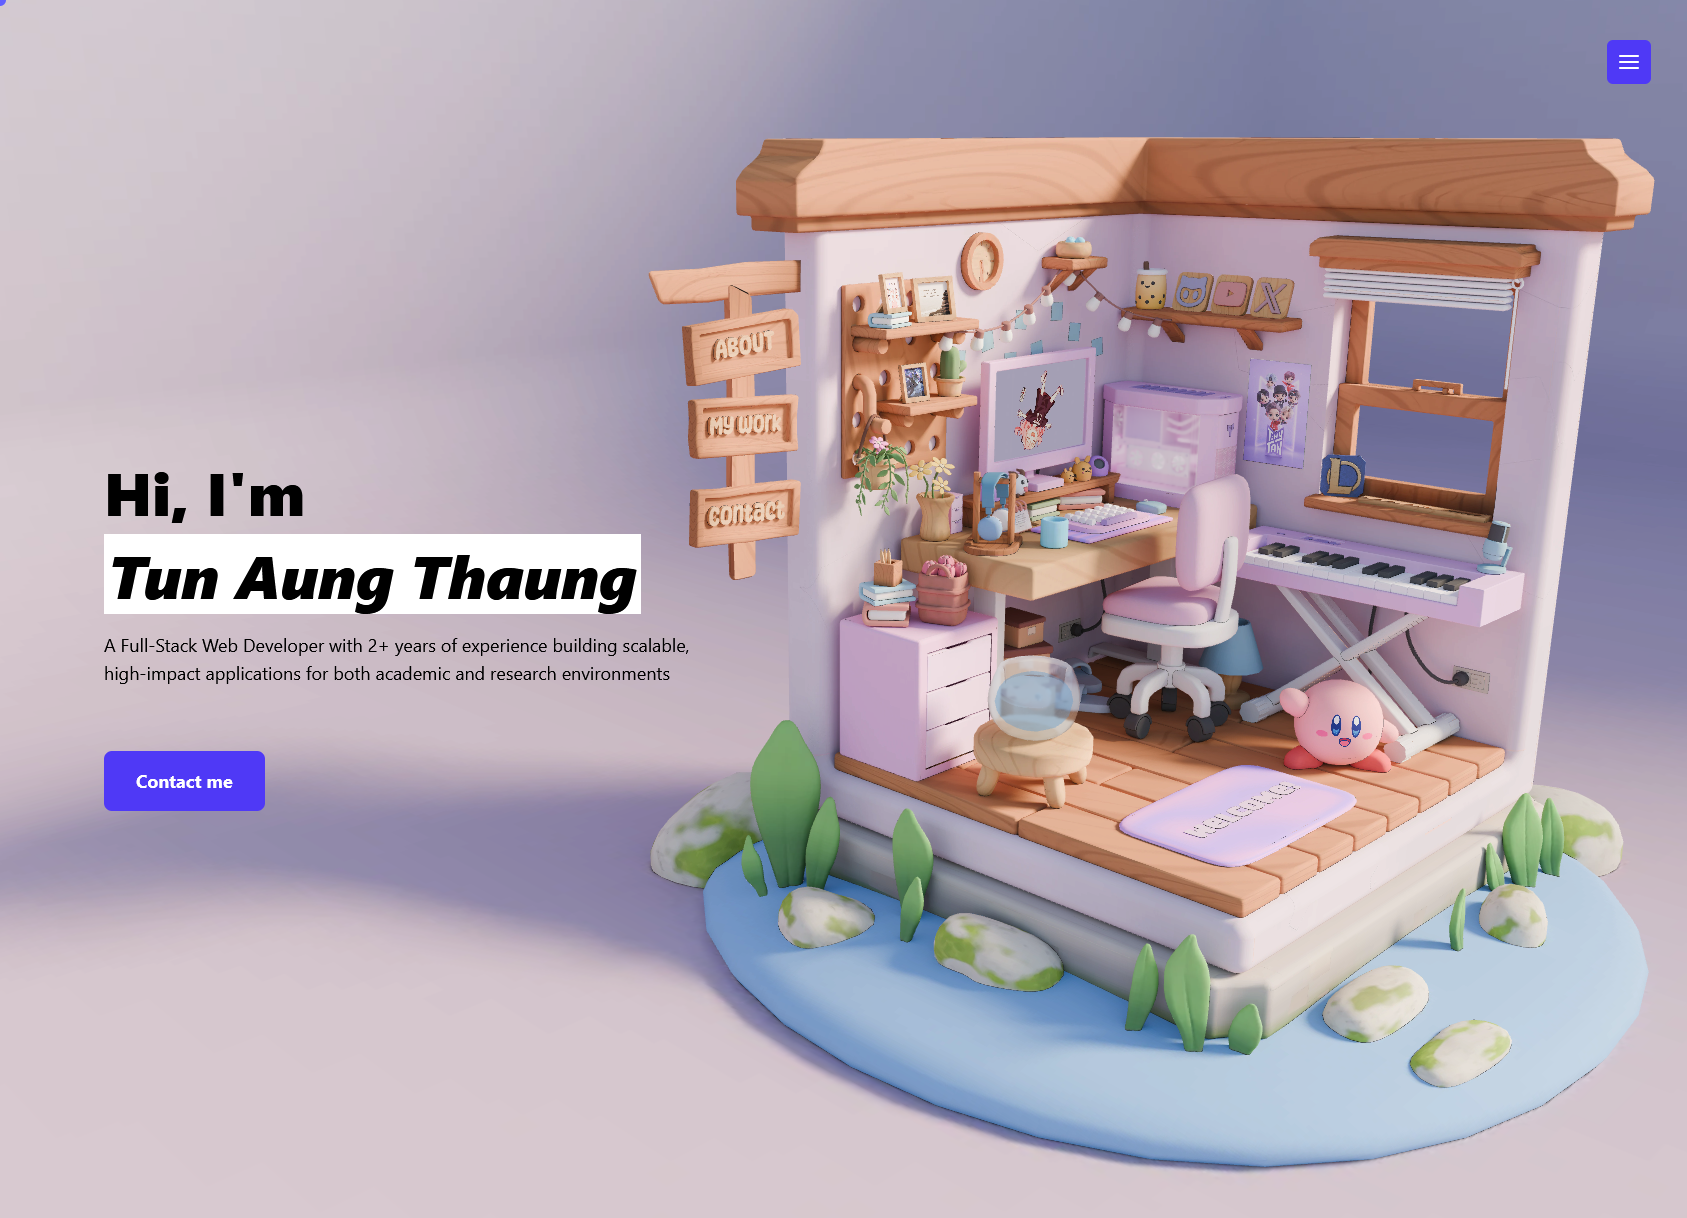 Hi, I'm
Tun Aung Thaung
A Full-Stack Web Developer with 2+ years of experience building scalable,
high-impact applications for both academic and research environments
Contact me
ABOUT
MY WORK
contact
WELCOME!
D